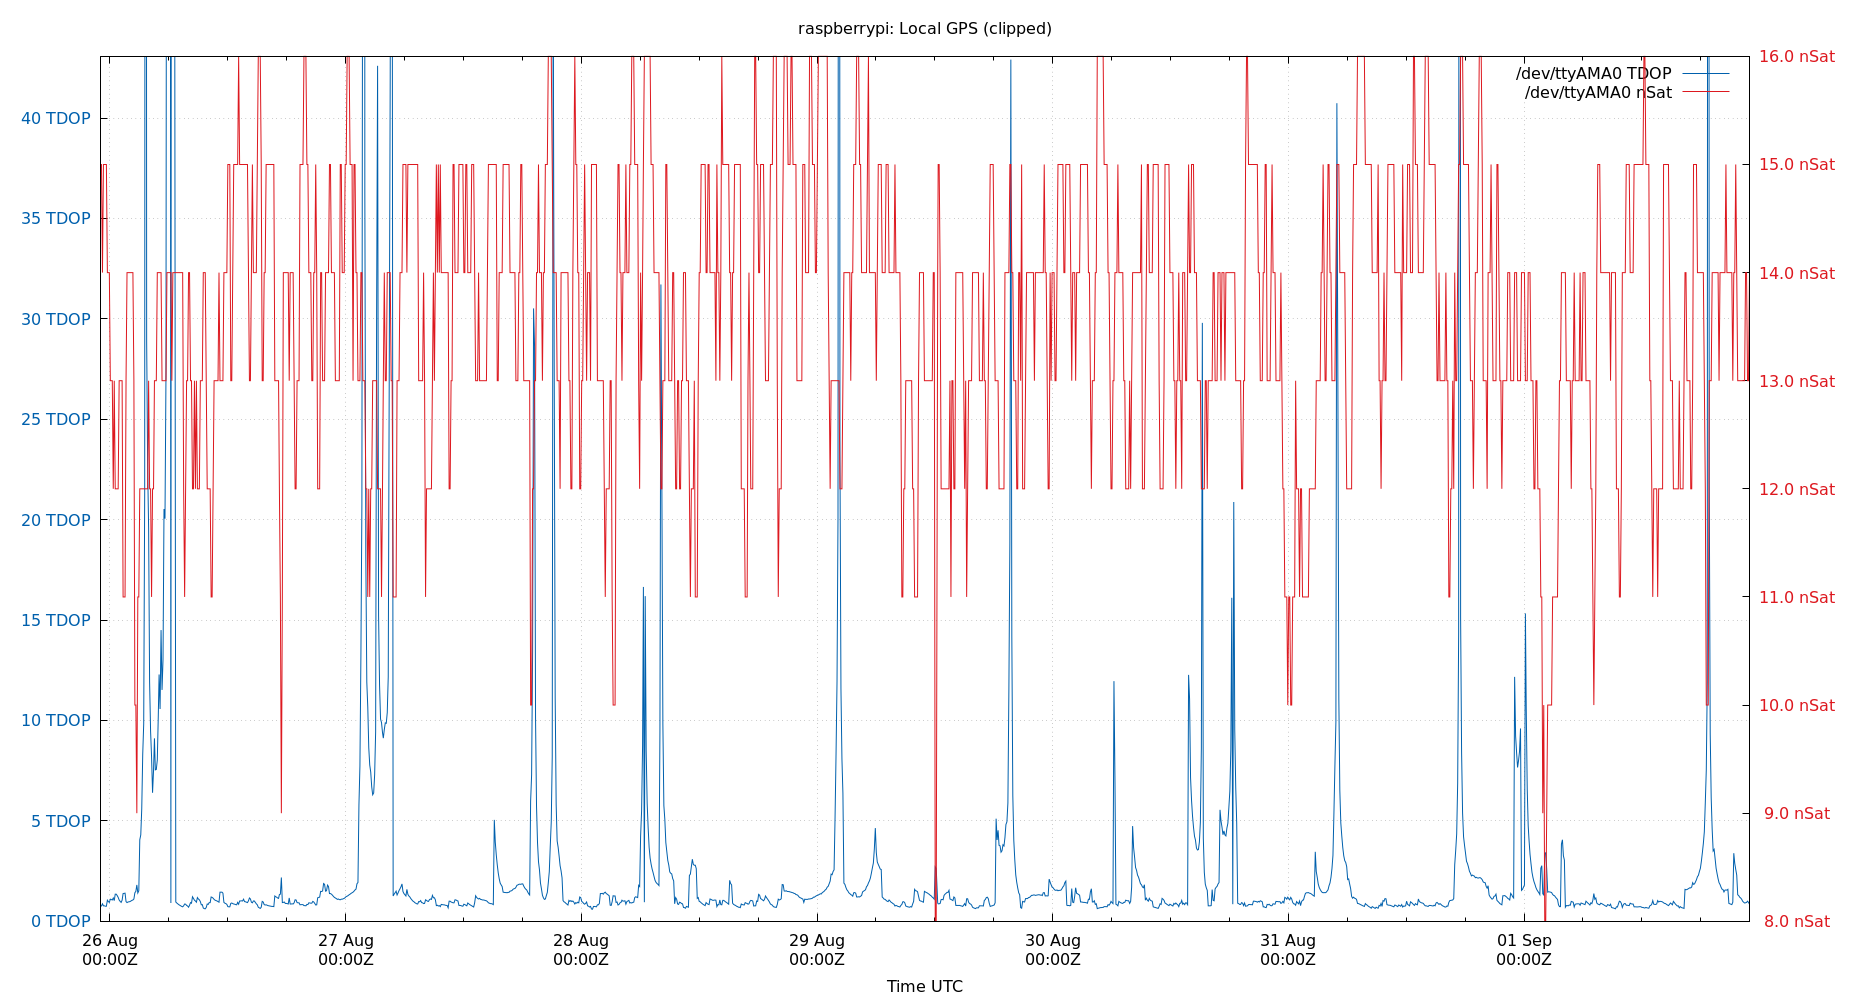 raspberrypi: Local GPS (clipped)
/dev/ttyAMA0 TDOP
/dev/ttyAMA0 nSat
40 TDOP
35 TDOP
30 TDOP
25 TDOP
20 TDOP
15 TDOP
10 TDOP
5 TDOP
0 TDOP
16.0 nSat
15.0 nSat
14.0 nSat
13.0 nSat
12.0 nSat
11.0 nSat
10.0 nSat
9.0 nSat
8.0 nSat
26 Aug 27 Aug 28 Aug 29 Aug 30 Aug 31 Aug 01 Sep
00:00Z 00:00Z 00:00Z 00:00Z 00:00Z 00:00Z 00:00Z
Time UTC